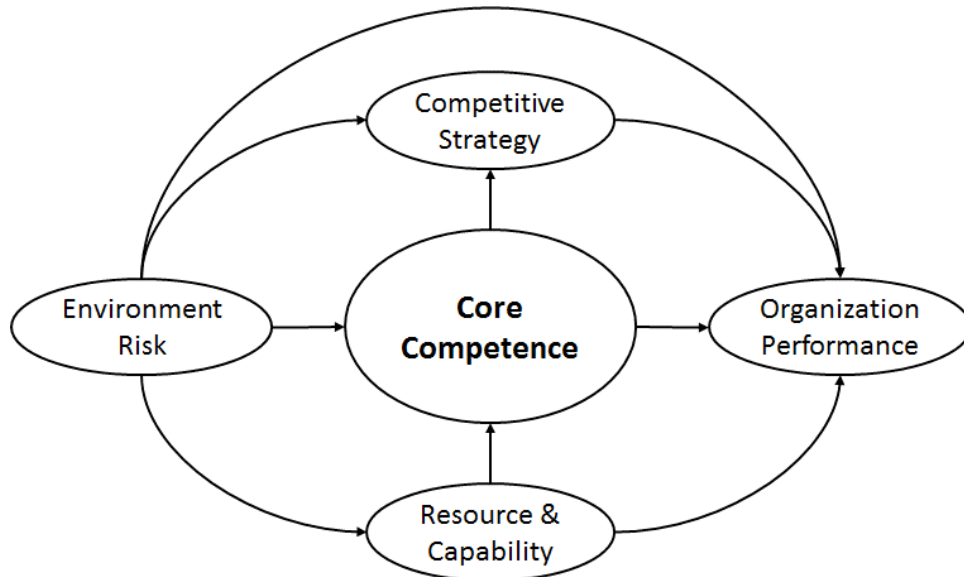 Competitive
Strategy
Environment
Risk
Core
Competence
Organization
Performance
Resource &
Capability